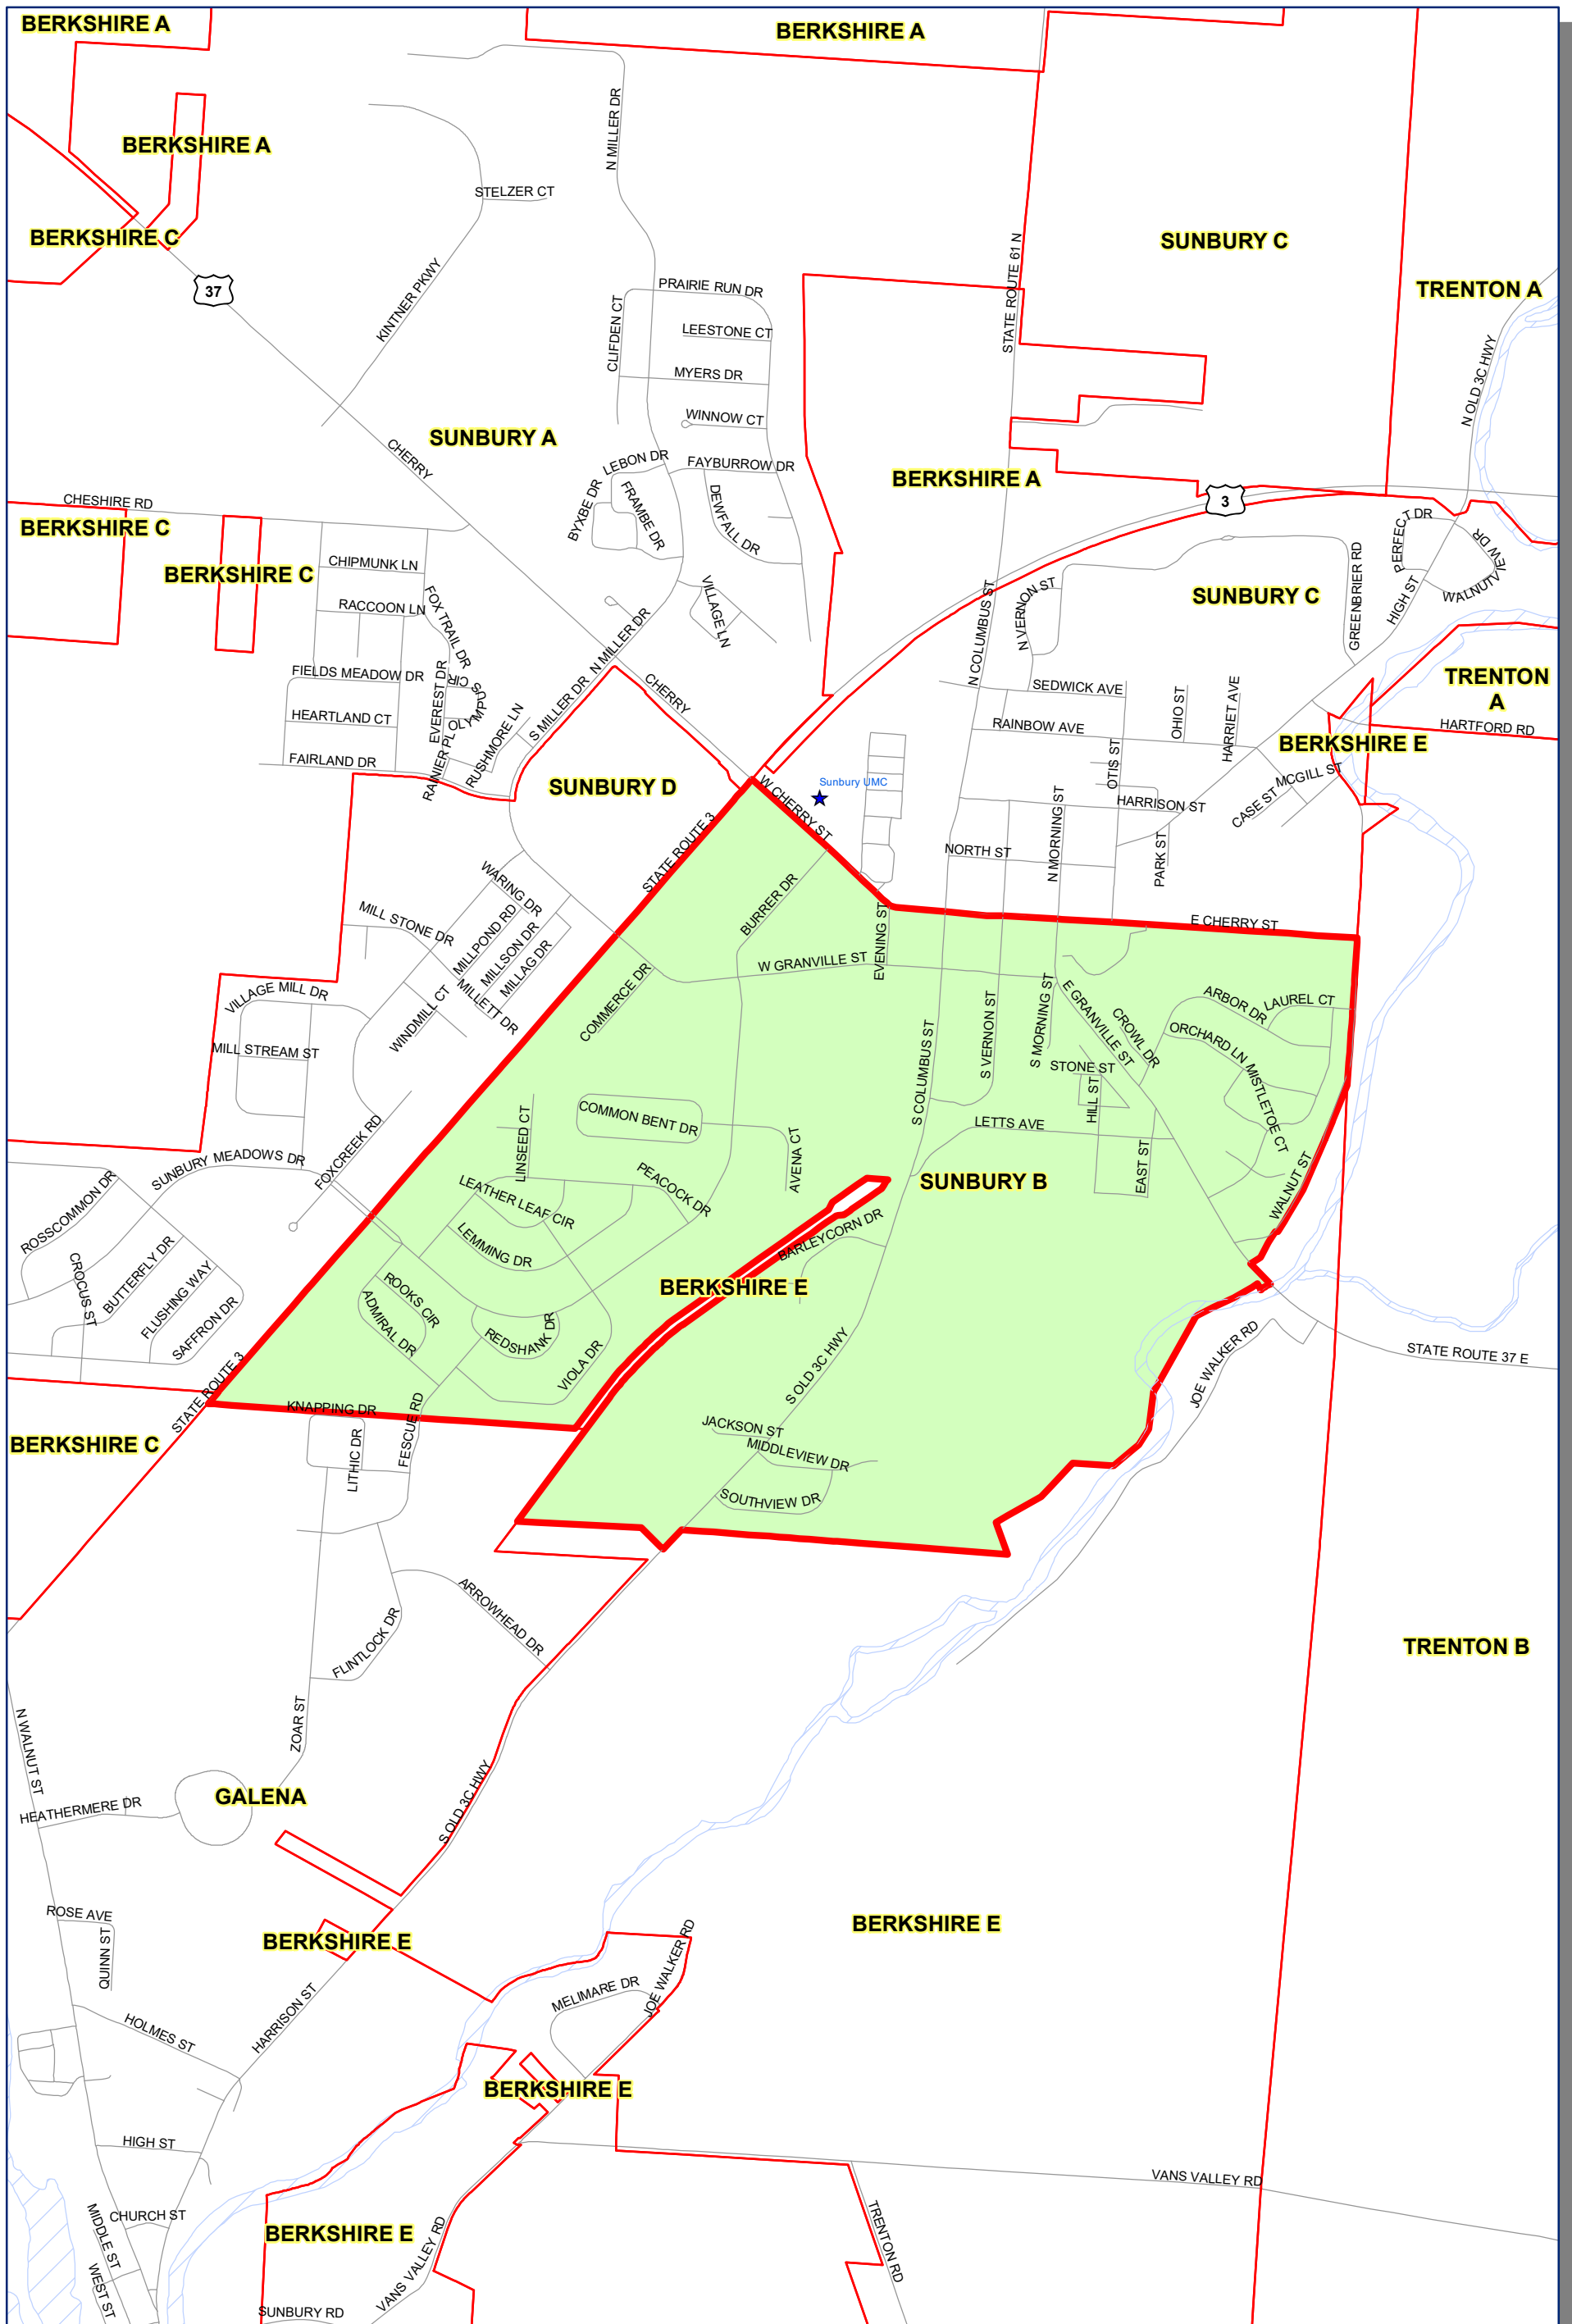 BERKSHIRE A
BERKSHIRE A
N MILLER DR
BERKSHIRE A
STELZER CT
BERKSHIRE C
SUNBURY C
STATE ROUTE 61 N
37
KINTNER PKWY
PRAIRIE RUN DR
TRENTON A
CLIFDEN CT
LEESTONE CT
MYERS DR
N OLD 3C HWY
WINNOW CT
SUNBURY A
CHERRY
LEBON DR
FAYBURROW DR
BERKSHIRE A
3
CHESHIRE RD
BERKSHIRE C
BYXBE DR
FRAMBE DR
DEWFALL DR
PERFECT DR
WALNUTVIEW DR
CHIPMUNK LN
BERKSHIRE C
RACCOON LN
FOX TRAIL DR
VILLAGE LN
N COLUMBUS ST
N VERNON ST
SUNBURY C
GREENBRIER RD
HIGH ST
N MILLER DR
FIELDS MEADOW DR
OLYMPUS CIR
EVEREST DR
CHERRY
SEDWICK AVE
TRENTON
A
HEARTLAND CT
S MILLER DR
RAINBOW AVE
OHIO ST
HARRIET AVE
HARTFORD RD
BERKSHIRE E
FAIRLAND DR
RAINIER PL
RUSHMORE LN
SUNBURY D
Sunbury UMC
OTIS ST
MCGILL ST
W CHERRY ST
HARRISON ST
CASE ST
STATE ROUTE 3
N MORNING ST
NORTH ST
PARK ST
WARING DR
BURRER DR
MILL STONE DR
MILLPOND RD
MILLSON DR
MILLAG DR
EVENING ST
E CHERRY ST
W GRANVILLE ST
VILLAGE MILL DR
WINDMILL CT
MILLETT DR
COMMERCE DR
E GRANVILLE ST
ARBOR DR
LAUREL CT
MILL STREAM ST
S COLUMBUS ST
S VERNON ST
S MORNING ST
CROWL DR
ORCHARD LN
STONE ST
HILL ST
MISTLETOE CT
LINSEED CT
COMMON BENT DR
AVENA CT
LETTS AVE
FOXCREEK RD
SUNBURY MEADOWS DR
EAST ST
PEACOCK DR
SUNBURY B
WALNUT ST
LEATHER LEAF CIR
ROSSCOMMON DR
LEMMING DR
BARLEYCORN DR
BUTTERFLY DR
CROCUS ST
FLUSHING WAY
SAFFRON DR
ROOKS CIR
ADMIRAL DR
BERKSHIRE E
REDSHANK DR
VIOLA DR
S OLD 3C HWY
JOE WALKER RD
STATE ROUTE 37 E
STATE ROUTE 3
KNAPPING DR
FESCUE RD
JACKSON ST
BERKSHIRE C
LITHIC DR
MIDDLEVIEW DR
SOUTHVIEW DR
ARROWHEAD DR
FLINTLOCK DR
TRENTON B
N WALNUT ST
ZOAR ST
GALENA
S OLD 3C HWY
HEATHERMERE DR
ROSE AVE
QUINN ST
BERKSHIRE E
BERKSHIRE E
JOE WALKER RD
MELIMARE DR
HOLMES ST
HARRISON ST
BERKSHIRE E
HIGH ST
VANS VALLEY RD
CHURCH ST
MIDDLE ST
BERKSHIRE E
VANS VALLEY RD
TRENTON RD
WEST ST
SUNBURY RD